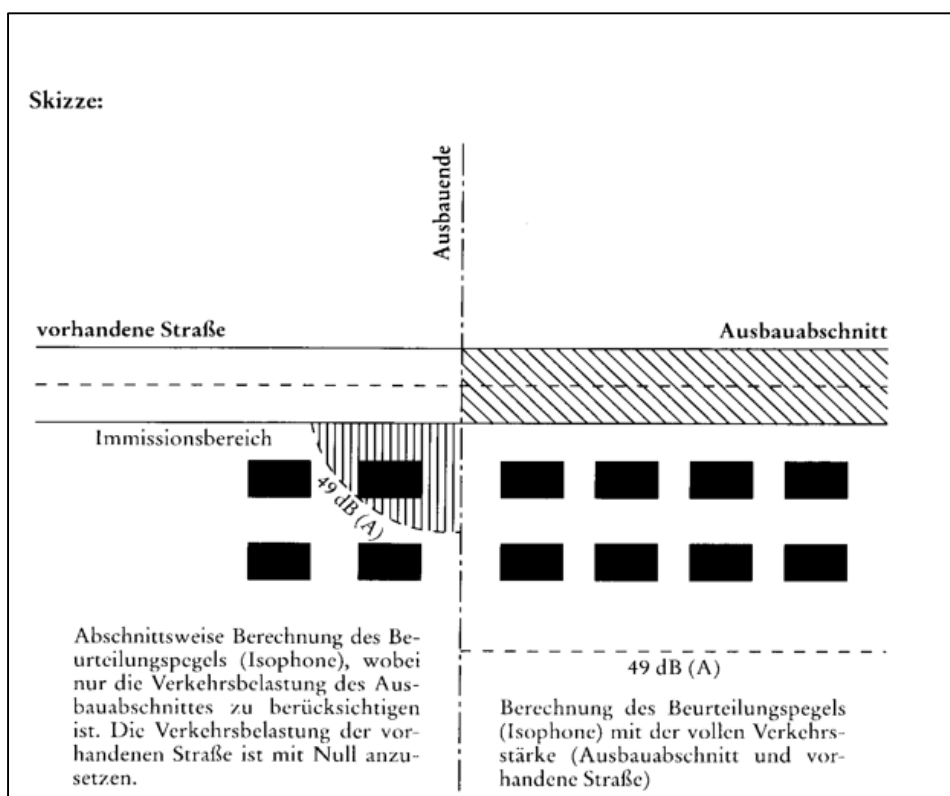 Skizze:
Ausbauende
vorhandene Straße
Ausbauabschnitt
Immissionsbereich
49 dB (A)
Abschnittsweise Berechnung des Be-
urteilungspegels (Isophone), wobei
nur die Verkehrsbelastung des Aus-
bauabschnittes zu berücksichtigen
ist. Die Verkehrsbelastung der vor-
handenen Straße ist mit Null anzu-
setzen.
49 dB (A)
Berechnung des Beurteilungspegels
(Isophone) mit der vollen Verkehrs-
stärke (Ausbauabschnitt und vor-
handene Straße)